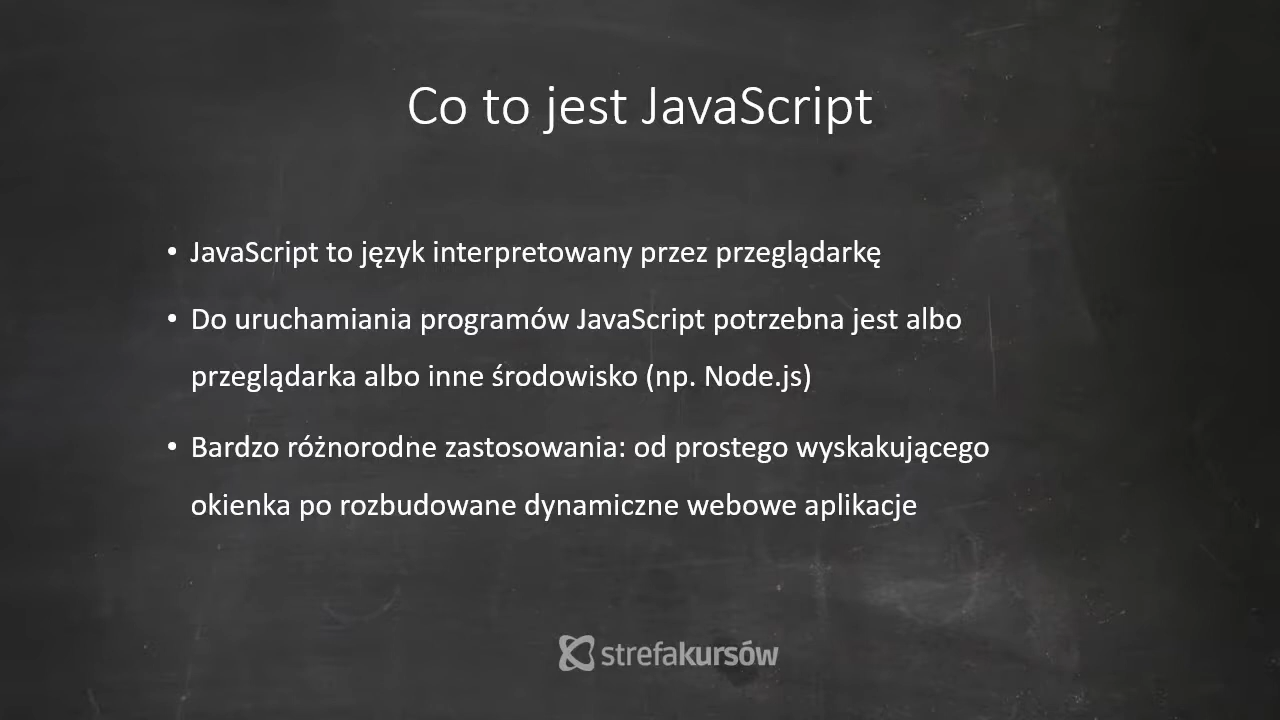 Co to jest JavaScript
• JavaScript to język interpretowany przez przeglądarkę
• Do uruchamiania programów JavaScript potrzebna jest albo
przeglądarka albo inne środowisko (np. Node.js)
• Bardzo różnorodne zastosowania: od prostego wyskakującego
okienka po rozbudowane dynamiczne webowe aplikacje
strefakursów